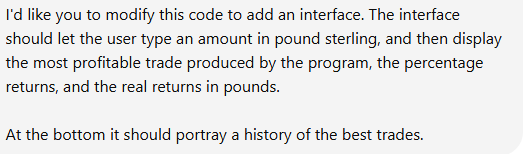 I'd like you to modify this code to add an interface. The interface
should let the user type an amount in pound sterling, and then display
the most profitable trade produced by the program, the percentage
returns, and the real returns in pounds.

At the bottom it should portray a history of the best trades.